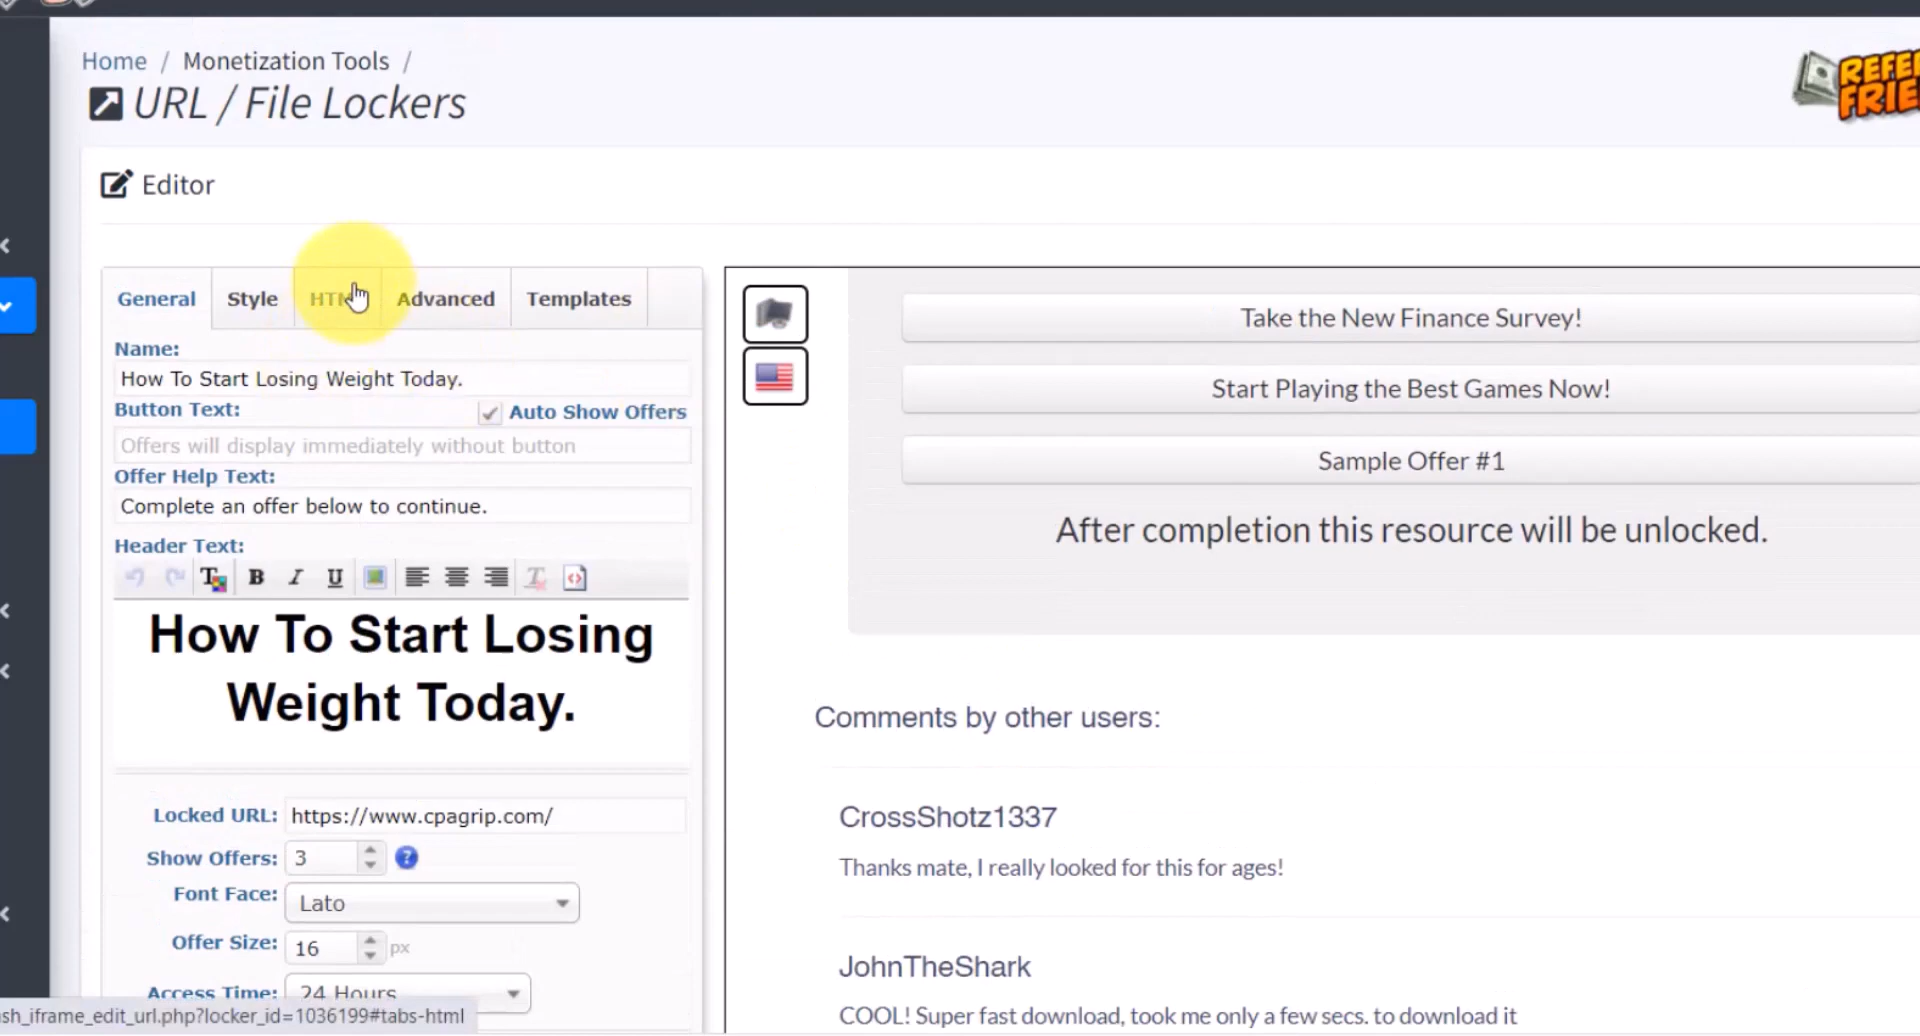 Home / Monetization Tools /
URL / File Lockers
Editor
General Style Advanced Templates
Name:
How To Start Losing Weight Today.
Button Text: Auto Show Offers
Offers will display immediately without button
Offer Help Text:
Complete an offer below to continue.
Header Text:
B I U
How To Start Losing
Weight Today.
Locked URL: https://www.cpagrip.com/
Show Offers: 3
Font Face: Lato
Offer Size: 16 px
Access Time: 24 Hours
sh_iframe_edit_url.php?locker_id=1036199#tabs-html
Take the New Finance Survey!
Start Playing the Best Games Now!
Sample Offer #1
After completion this resource will be unlocked.
Comments by other users:
CrossShotz1337
Thanks mate, I really looked for this for ages!
JohnTheShark
COOL! Super fast download, took me only a few secs. to download it